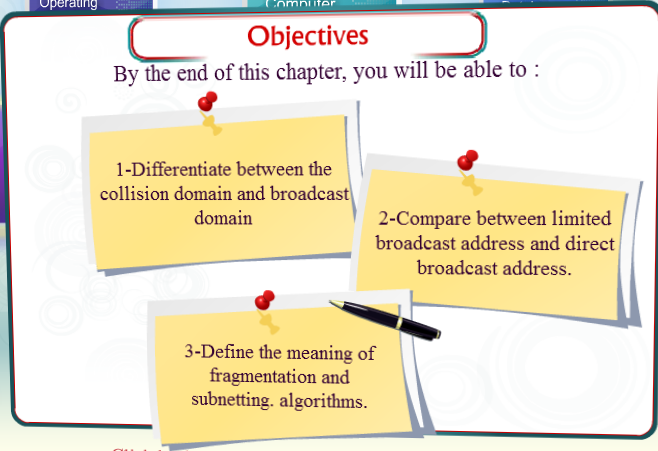 Operating
Computer
Objectives
By the end of this chapter, you will be able to :
1-Differentiate between the
collision domain and broadcast
domain
2-Compare between limited
broadcast address and direct
broadcast address.
3-Define the meaning of
fragmentation and
subnetting. algorithms.